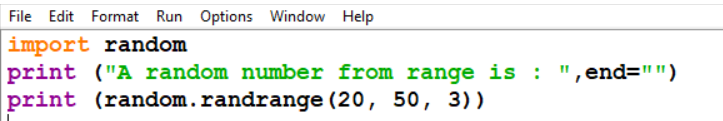 File Edit Format Run Options Window Help
import random
print ("A random number from range is : ",end="")
print (random.randrange(20, 50, 3))